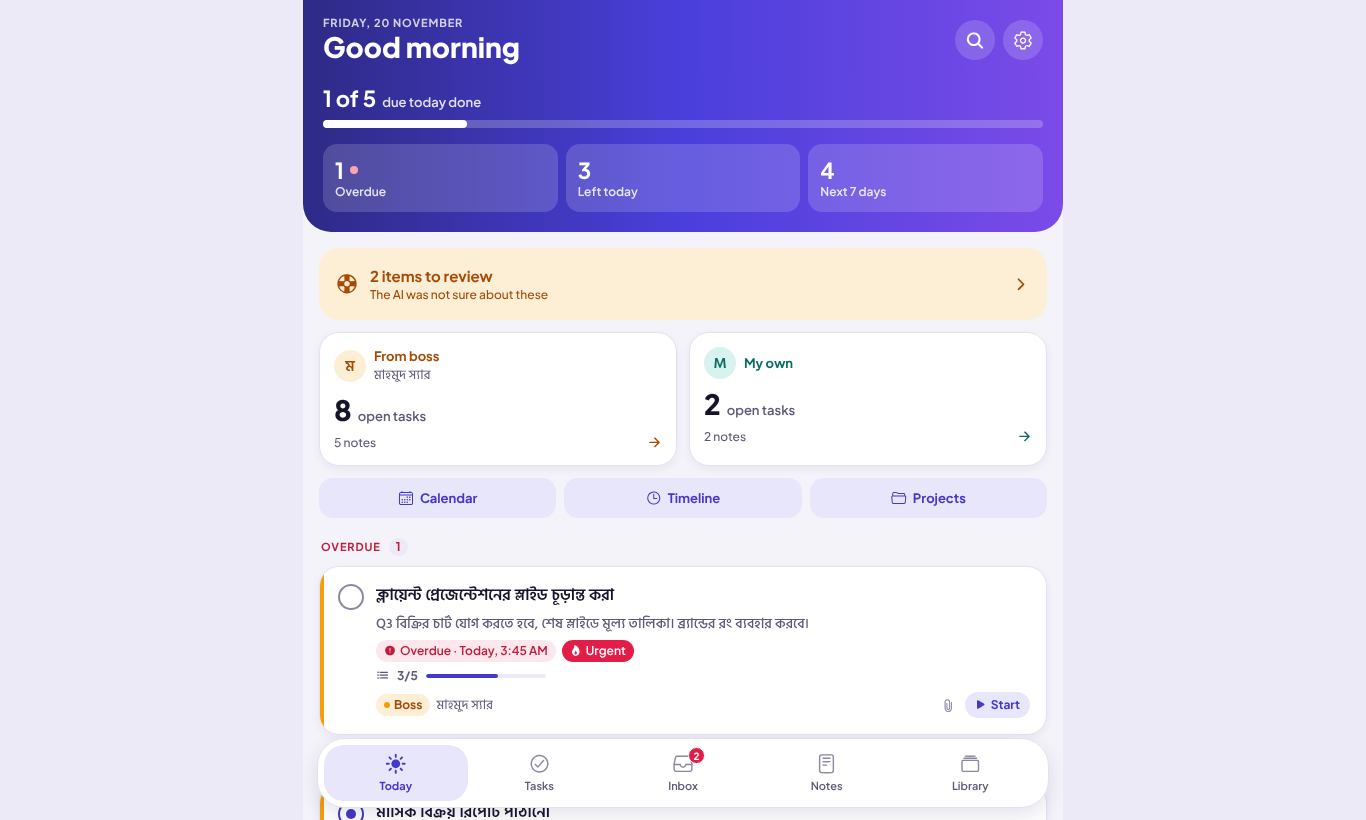 FRIDAY, 20 NOVEMBER
Good morning
1 of 5 due today done
1
Overdue
3
Left today
4
Next 7 days
2 items to review
The AI was not sure about these
ম
From boss
মাহমুদ স্যার
8 open tasks
5 notes
M
My own
2 open tasks
2 notes
Calendar
Timeline
Projects
OVERDUE 1
ক্লায়েন্ট প্রেজেন্টেশনের স্লাইড চূড়ান্ত করা
Q3 বিক্রির চার্ট যোগ করতে হবে, শেষ স্লাইডে মূল্য তালিকা। ব্র্যান্ডের রং ব্যবহার করবে।
Overdue · Today, 3:45 AM Urgent
3/5
Boss মাহমুদ স্যার
Start
Today
Tasks
2
Inbox
Notes
Library
মাসিক বিক্রয় রিপোর্ট পাঠানো